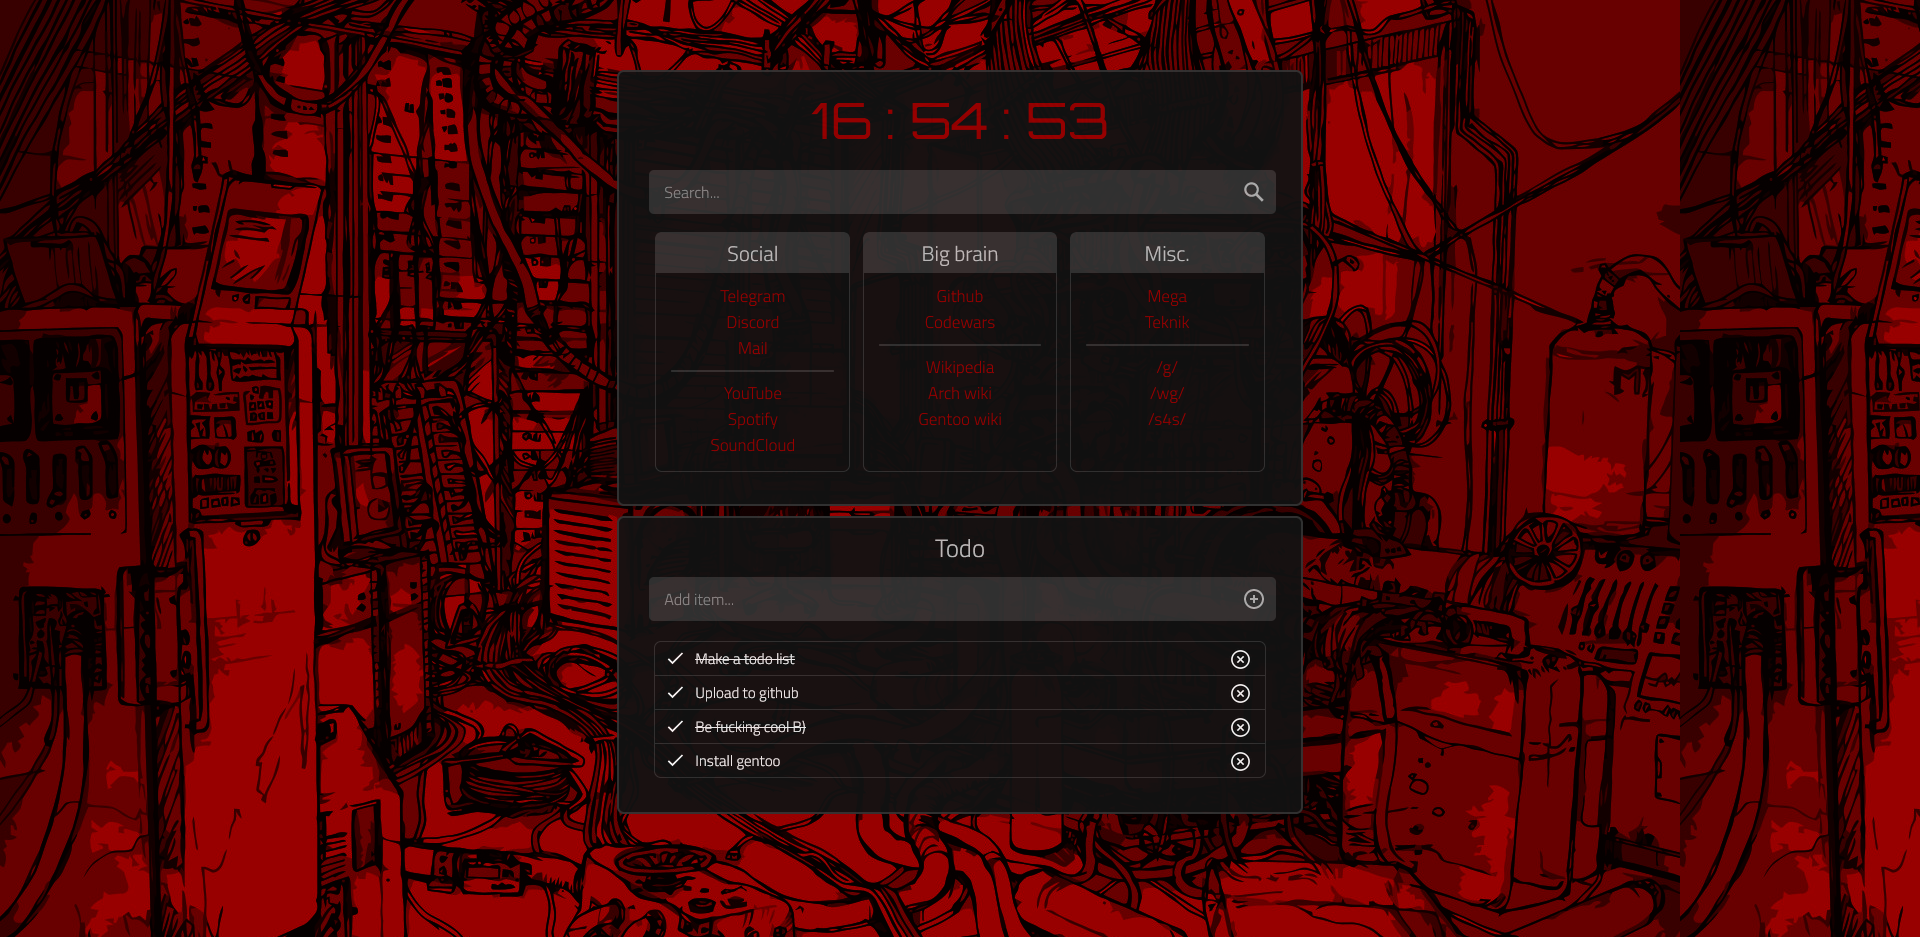 16 : 54 : 53
Search...
Social
Telegram
Discord
Mail
YouTube
Spotify
SoundCloud
Big brain
Github
Codewars
Wikipedia
Arch wiki
Gentoo wiki
Misc.
Mega
Teknik
/g/
/wg/
/s4s/
Todo
Add item...
Make a todo list
Upload to github
Be fucking cool B)
Install gentoo